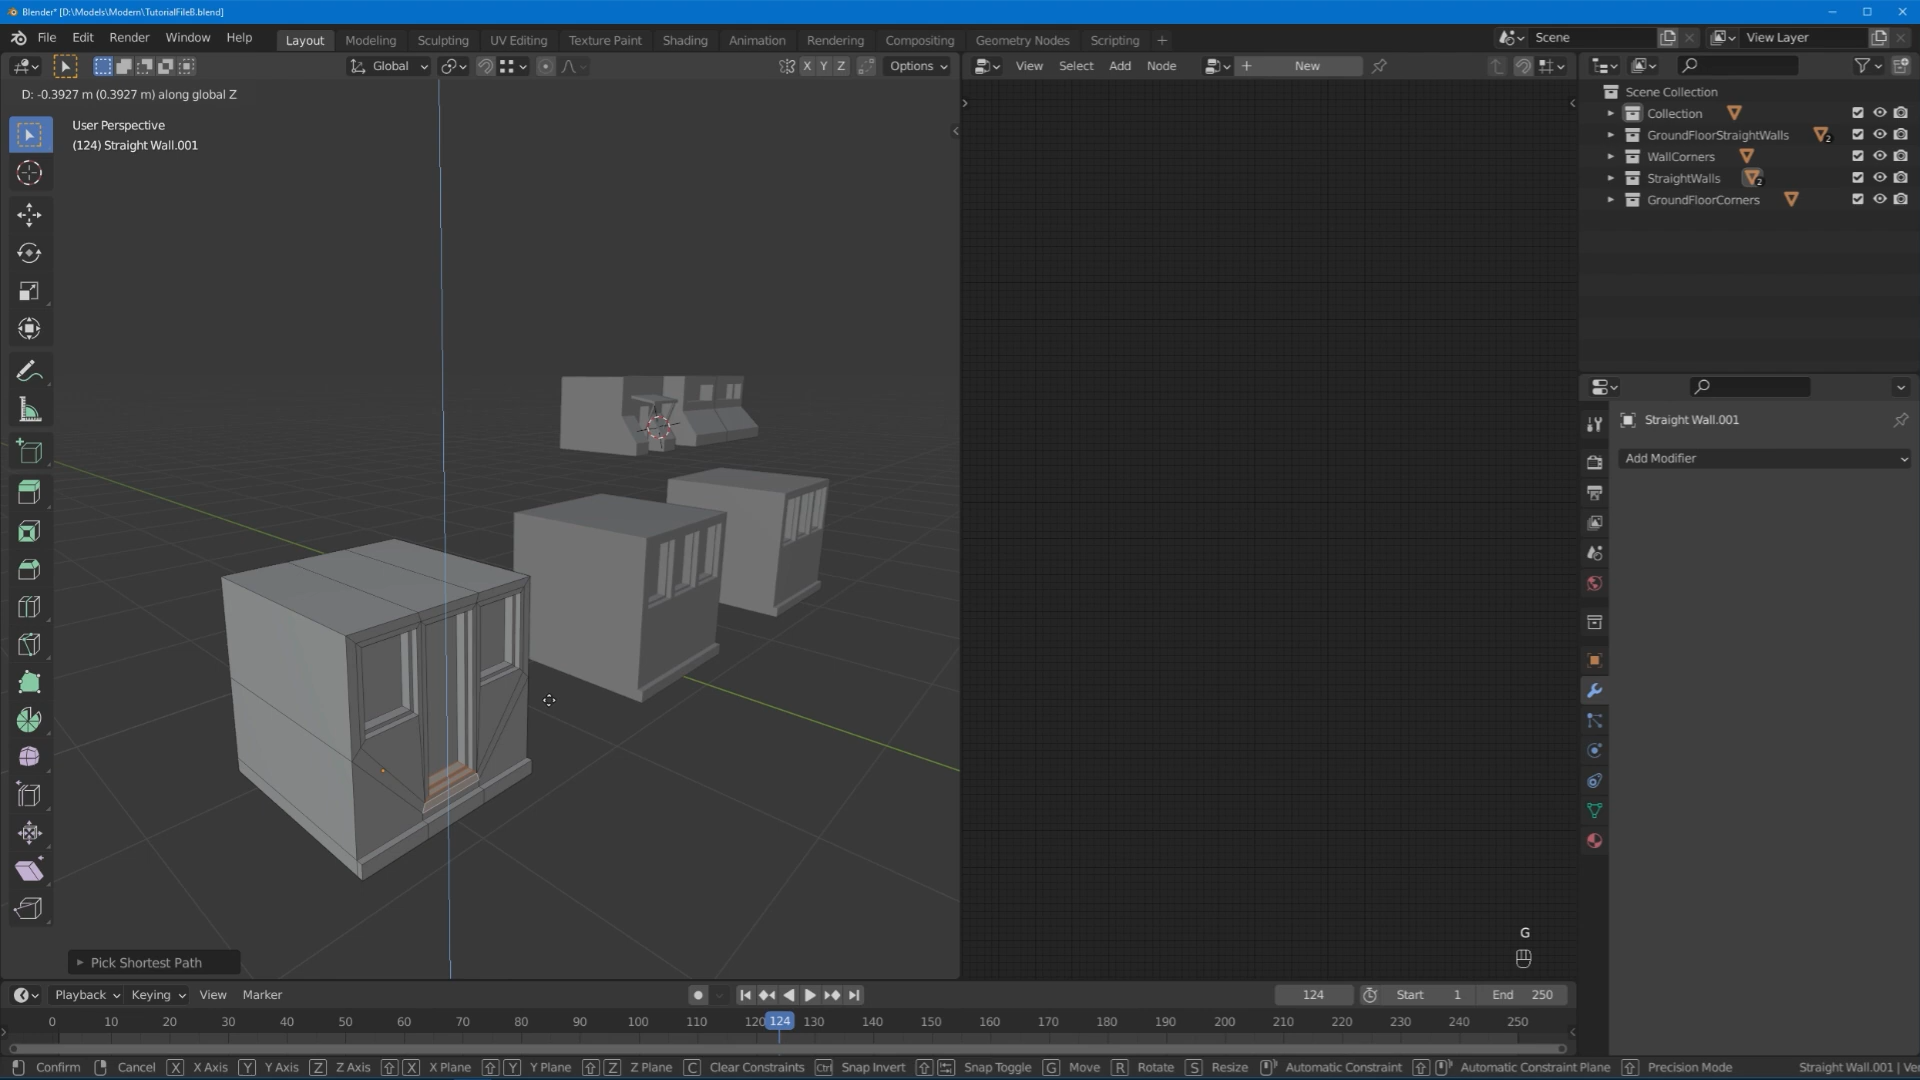 Blender* [D:\Models\Modern\TutorialFileB.blend]
File Edit Render Window Help Layout Modeling Sculpting UV Editing Texture Paint Shading Animation Rendering Compositing Geometry Nodes Scripting + Scene View Layer
Global X Y Z Options View Select Add Node + New
D: -0.3927 m (0.3927 m) along global Z
User Perspective
(124) Straight Wall.001
Scene Collection
Collection
GroundFloorStraightWalls 2
WallCorners
StraightWalls 2
GroundFloorCorners
Straight Wall.001
Add Modifier
G
Pick Shortest Path
Playback Keying View Marker 124 Start 1 End 250
0 10 20 30 40 50 60 70 80 90 100 110 120 124 130 140 150 160 170 180 190 200 210 220 230 240 250
Confirm Cancel X X Axis Y Y Axis Z Z Axis X X Plane Y Y Plane Z Z Plane C Clear Constraints Ctrl Snap Invert Snap Toggle G Move R Rotate S Resize Automatic Constraint Automatic Constraint Plane Precision Mode Straight Wall.001 | Ve